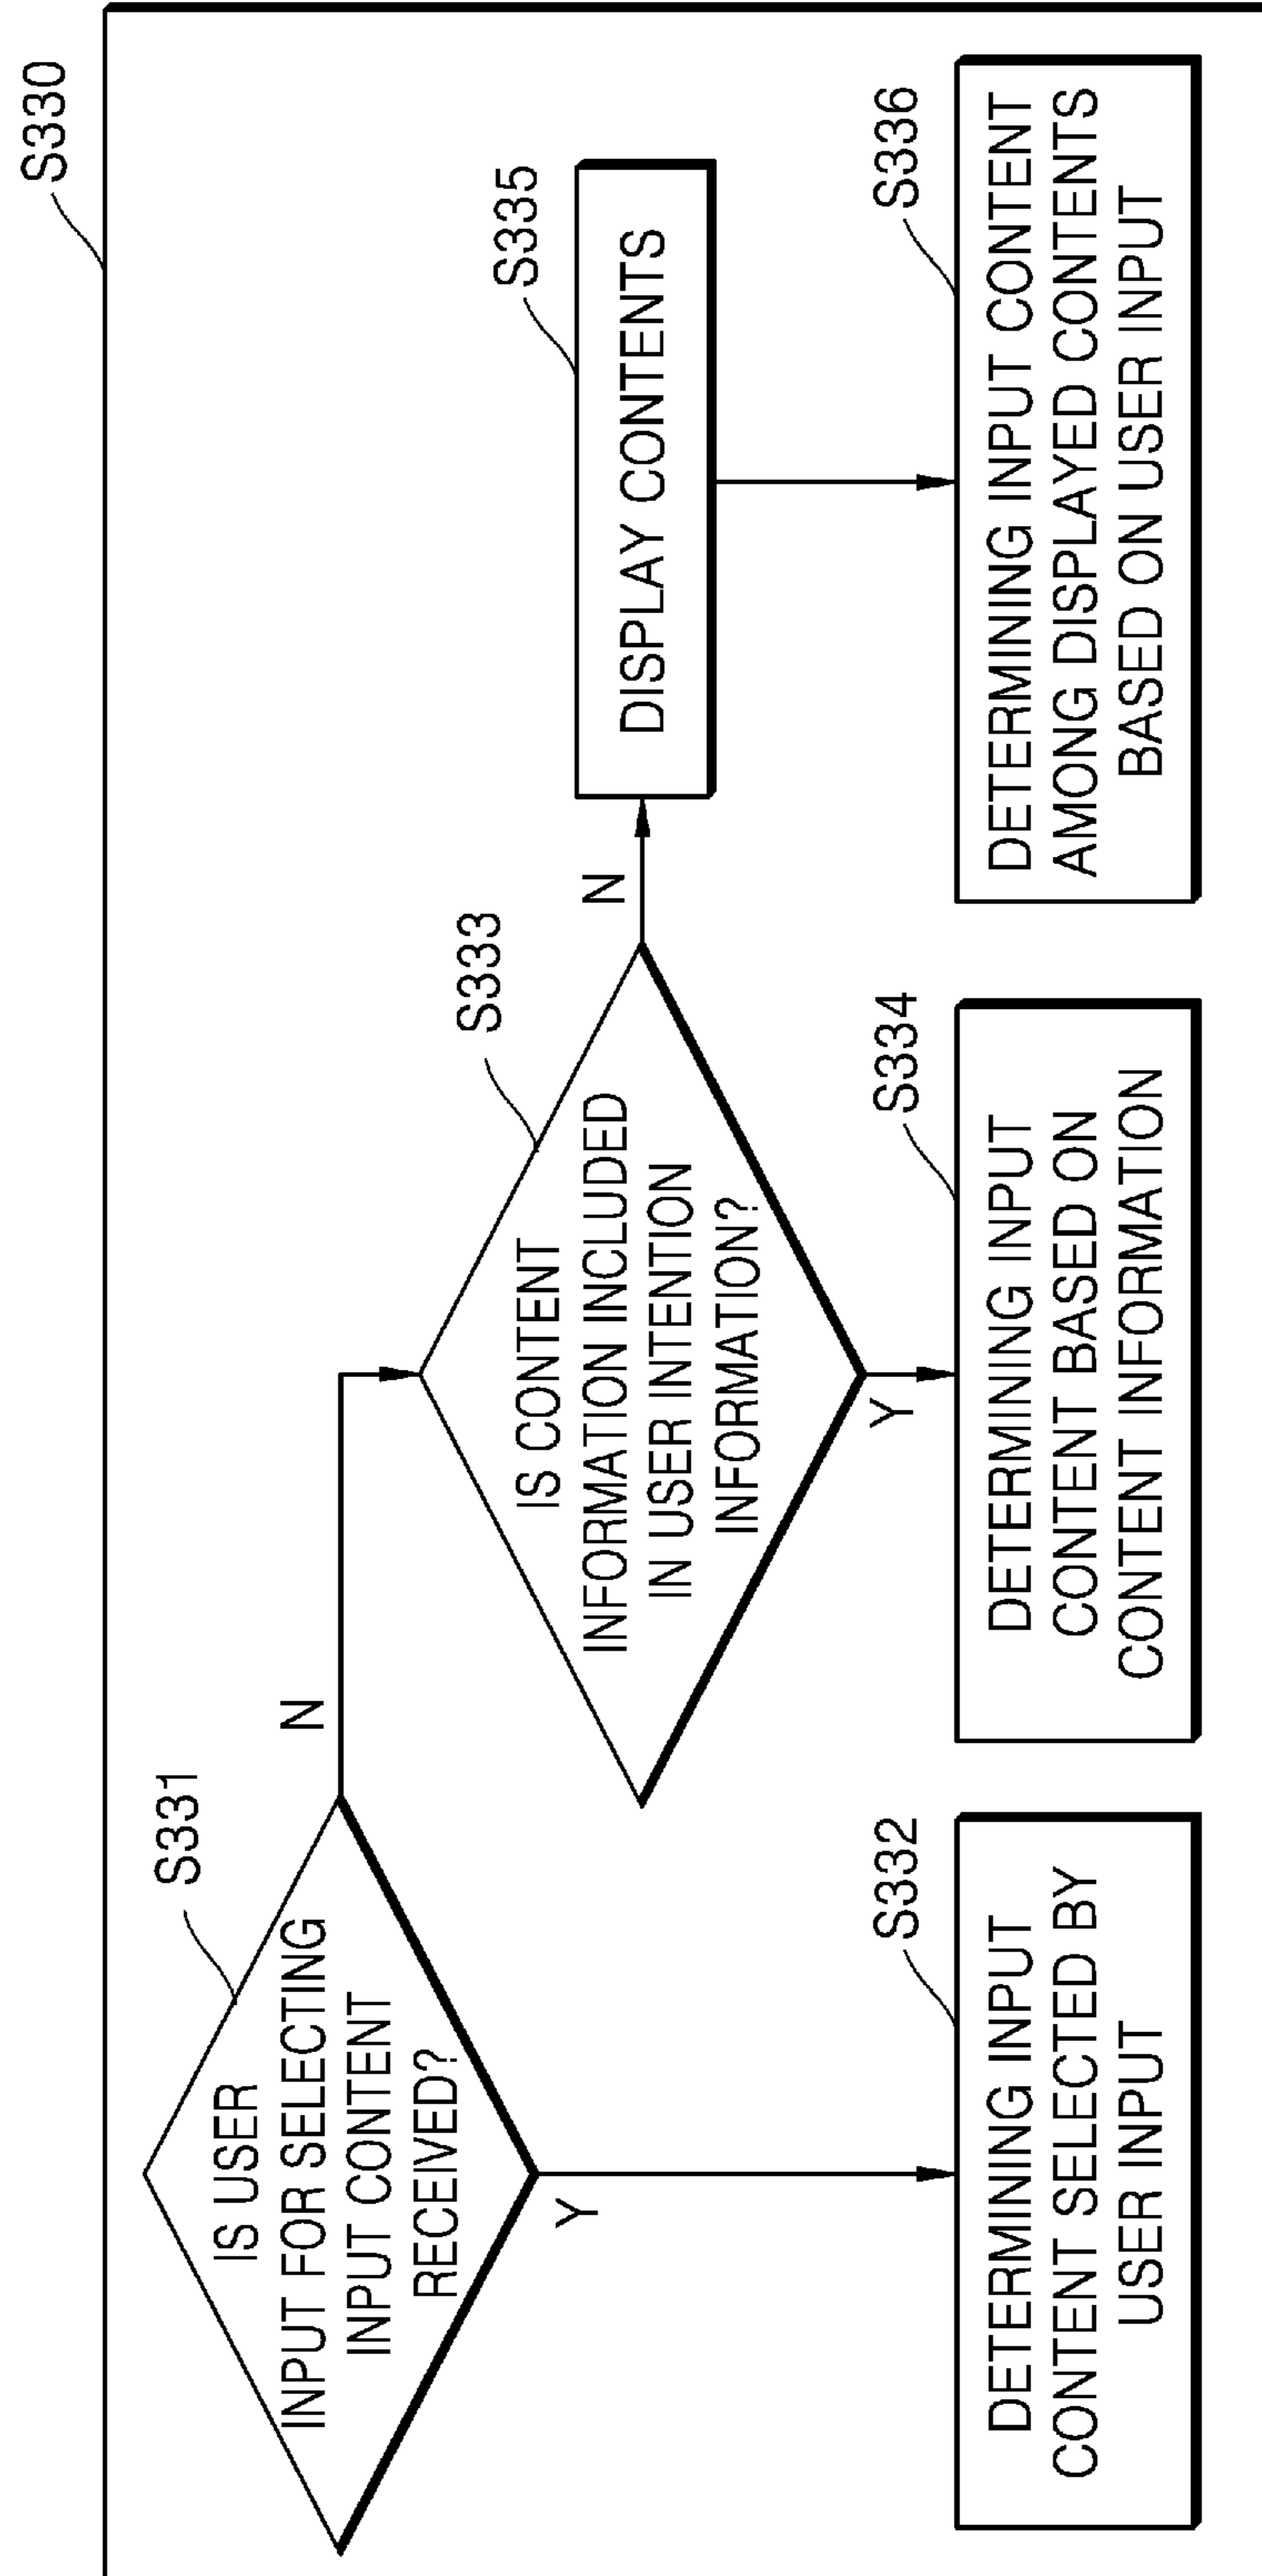 S330
S331
IS USER
INPUT FOR SELECTING
INPUT CONTENT
RECEIVED?
N
Y
S333
IS CONTENT
INFORMATION INCLUDED
IN USER INTENTION
INFORMATION?
N
Y
S335
DISPLAY CONTENTS
S332
DETERMINING INPUT
CONTENT SELECTED BY
USER INPUT
S334
DETERMINING INPUT
CONTENT BASED ON
CONTENT INFORMATION
S336
DETERMINING INPUT CONTENT
AMONG DISPLAYED CONTENTS
BASED ON USER INPUT